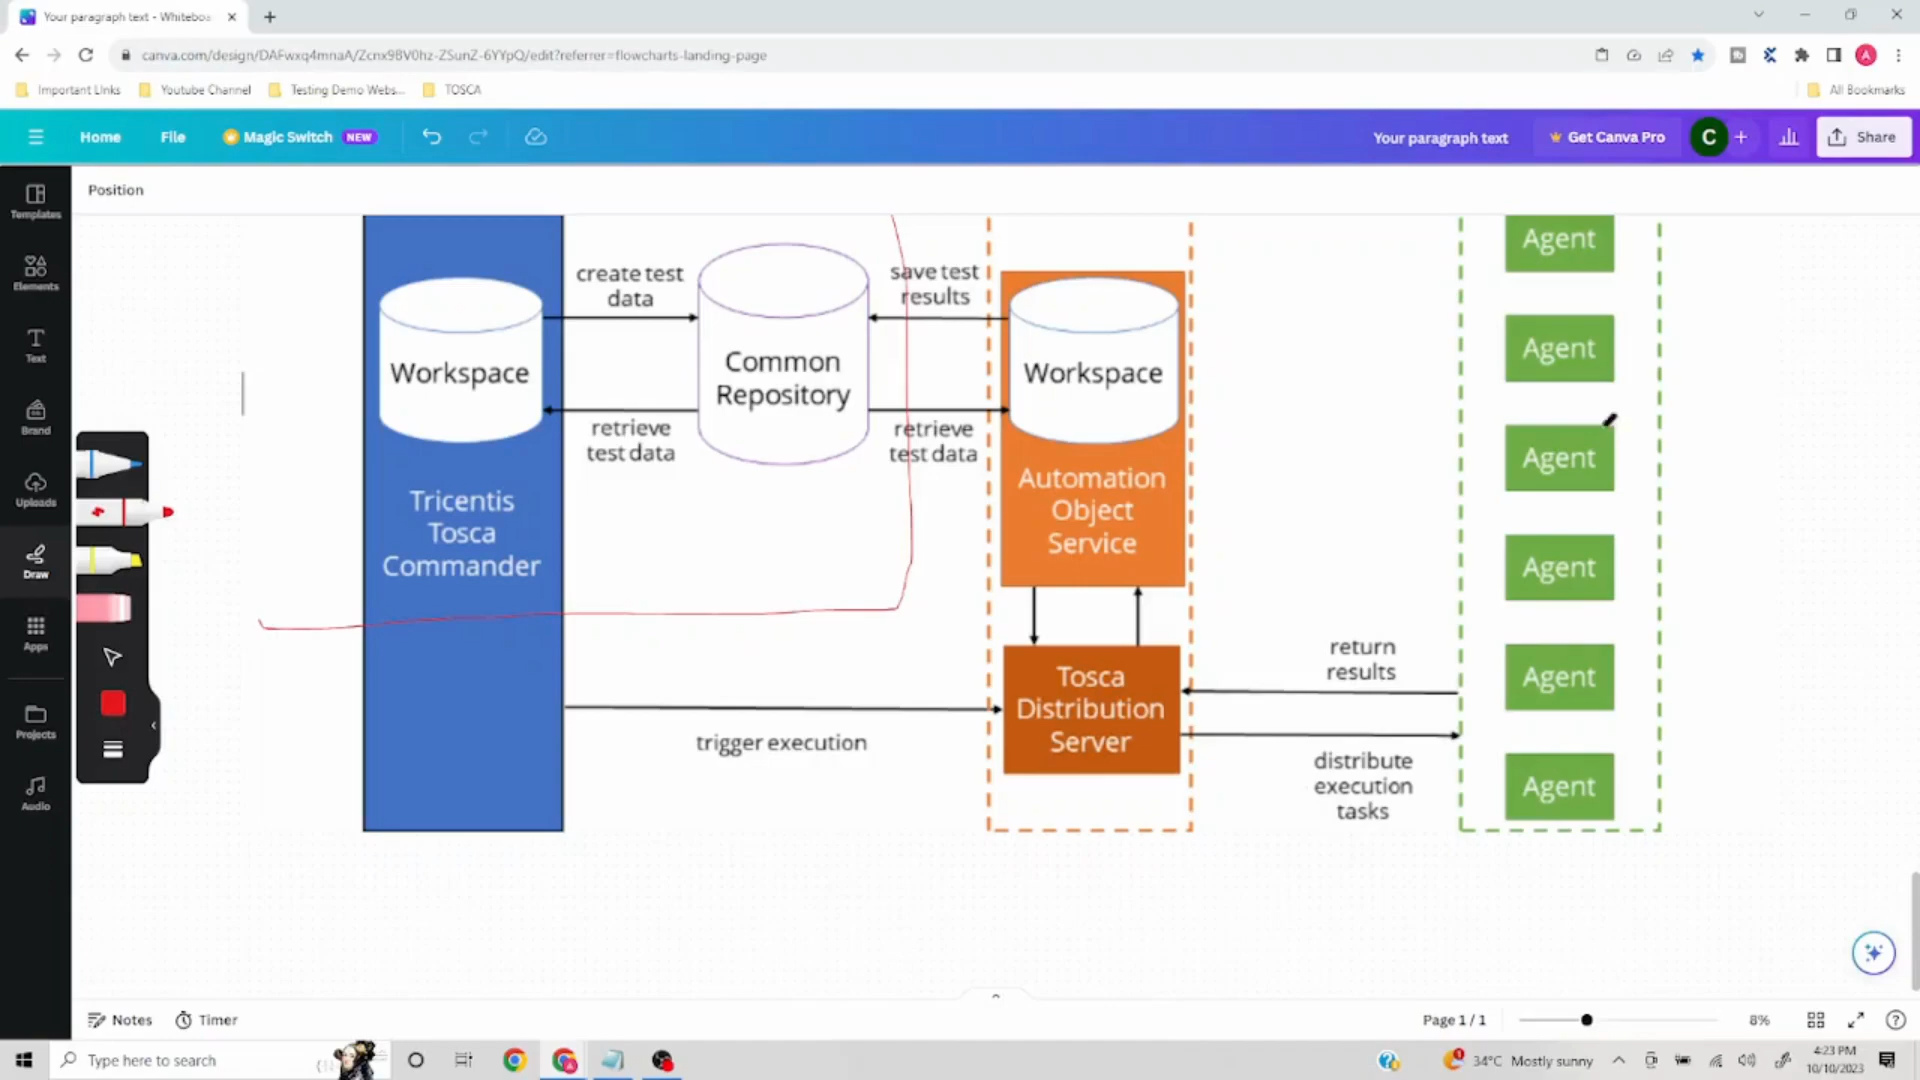 Your paragraph text - Whiteboa
canva.com/design/DAFwxq4mnaA/Zcnx9BV0hz-ZSunZ-6YYpQ/edit?referrer=flowcharts-landing-page
A
Important Links
Youtube Channel
Testing Demo Webs...
TOSCA
All Bookmarks
Home
File
Magic Switch
NEW
Your paragraph text
Get Canva Pro
C
Share
Position
Templates
Elements
Text
Brand
Uploads
Draw
Apps
Projects
Audio
Workspace
Tricentis
Tosca
Commander
create test
data
retrieve
test data
Common
Repository
save test
results
retrieve
test data
Workspace
Automation
Object
Service
Tosca
Distribution
Server
trigger execution
return
results
distribute
execution
tasks
Agent
Agent
Agent
Agent
Agent
Agent
Notes
Timer
Page 1 / 1
8%
Type here to search
34°C Mostly sunny
4:23 PM
10/10/2023